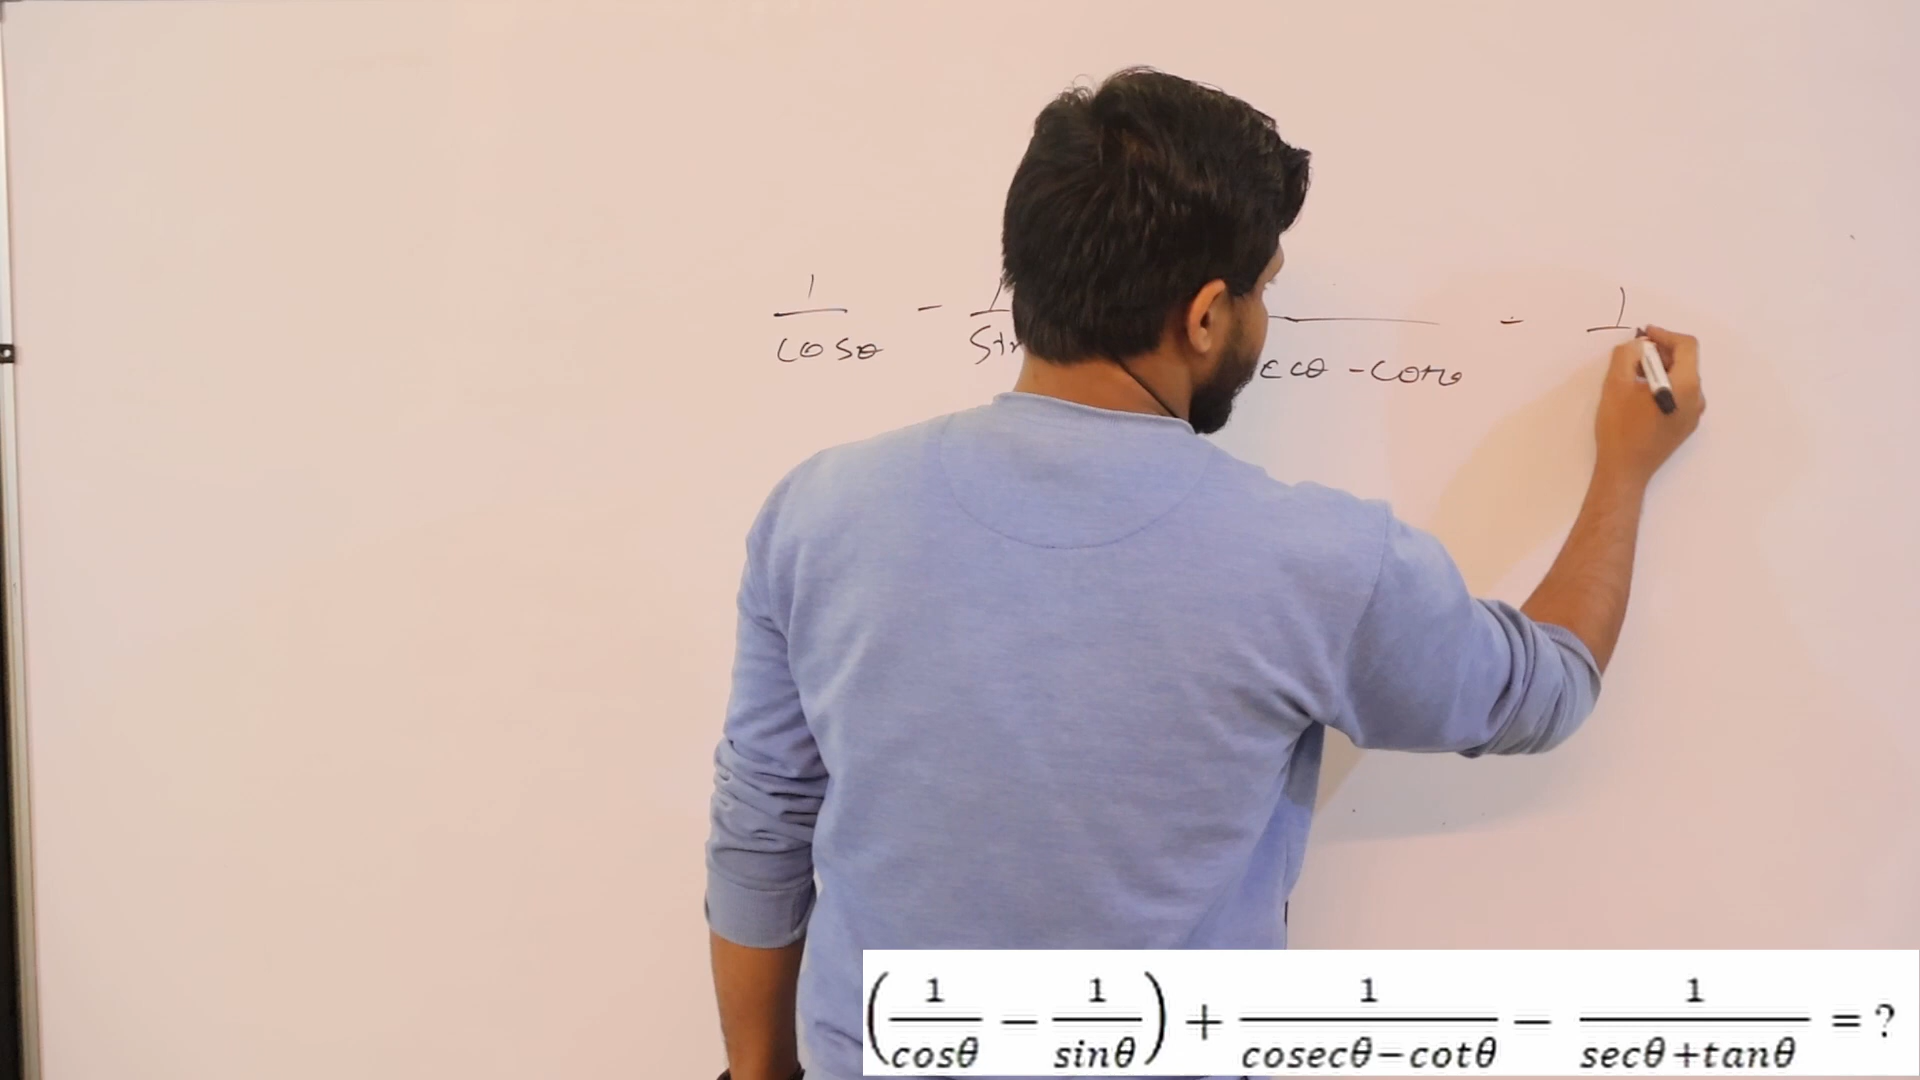 1/cosθ - 1/Sin ecθ - cotθ - 1
(1/cosθ − 1/sinθ) + 1/(cosecθ−cotθ) − 1/(secθ+tanθ) = ?